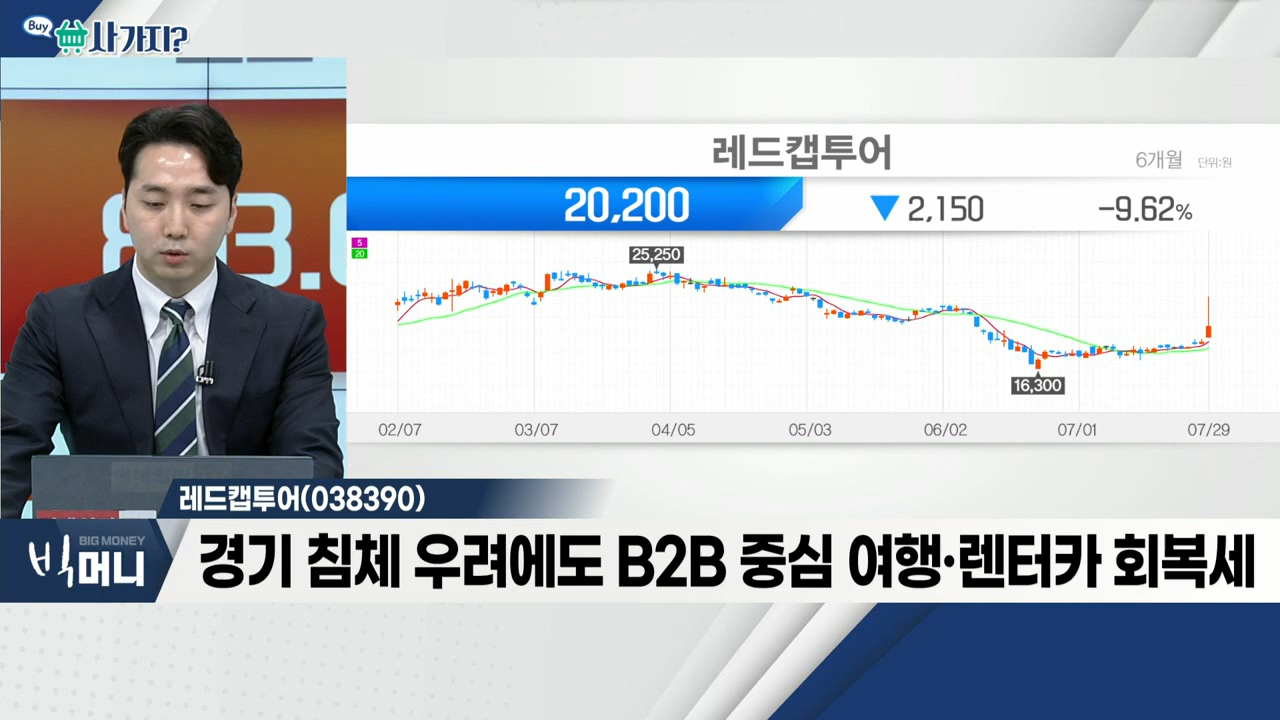 Buy 사가지?
83.0
레드캡투어
6개월 단위:원
20,200 ▼ 2,150 -9.62%
5
20
25,250
16,300
02/07 03/07 04/05 05/03 06/02 07/01 07/29
레드캡투어(038390)
BIG MONEY
빅머니
경기 침체 우려에도 B2B 중심 여행·렌터카 회복세